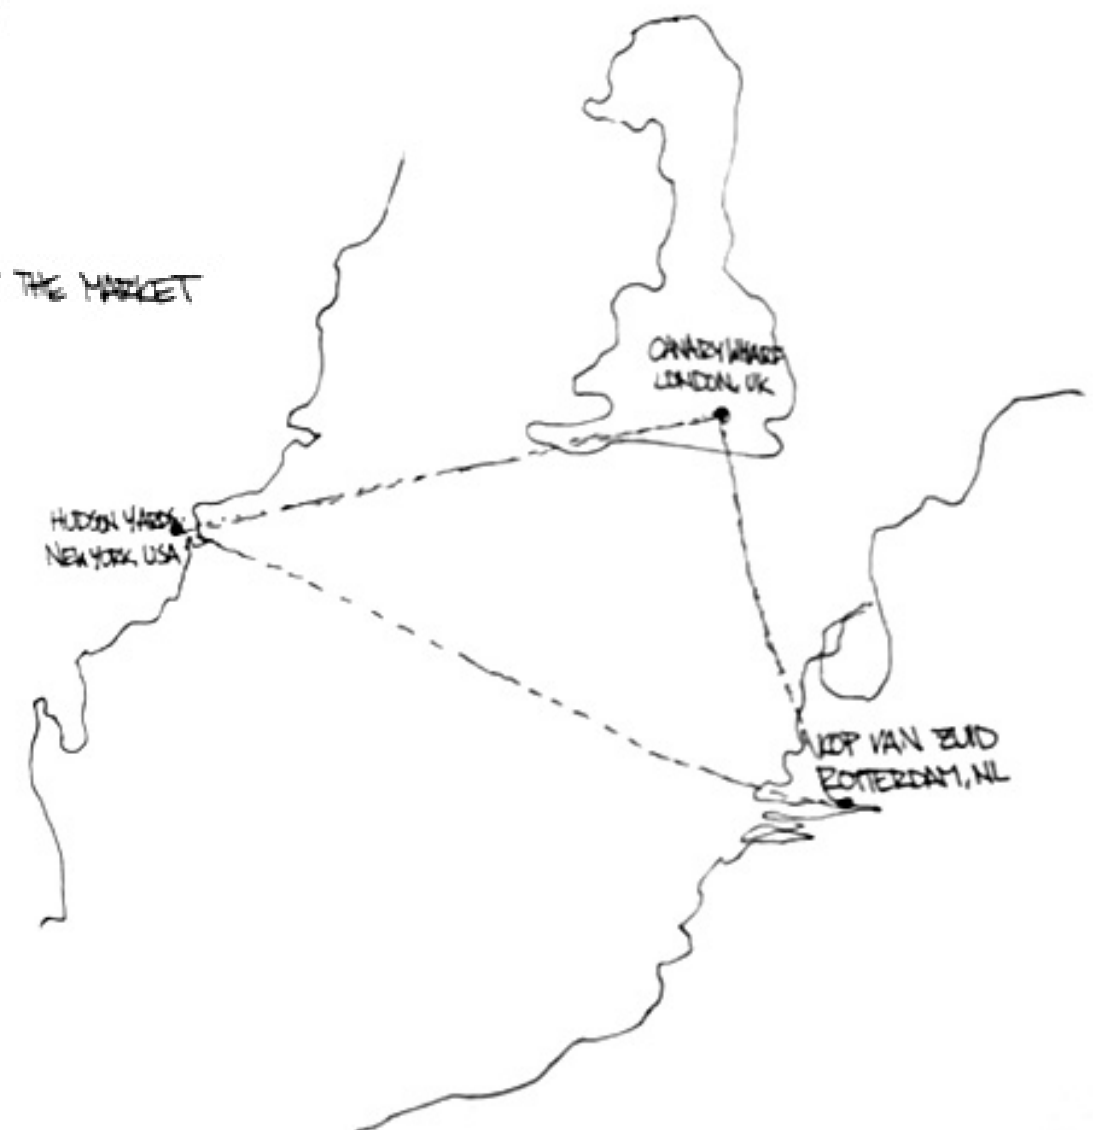 THE MARKET
CANARY WHARF
LONDON, UK
HUDSON YARDS,
NEW YORK, USA
KOP VAN ZUID
ROTTERDAM, NL